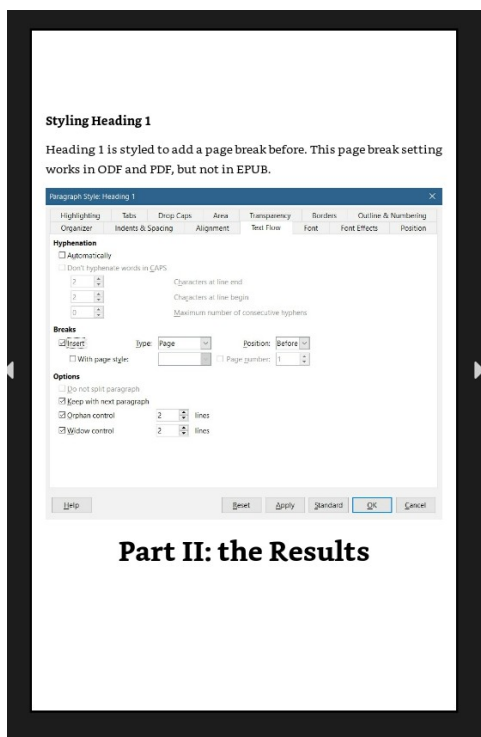 Styling Heading 1
Heading 1 is styled to add a page break before. This page break setting
works in ODF and PDF, but not in EPUB.
Paragraph Style: Heading 1
Highlighting Tabs Drop Caps Area Transparency Borders Outline & Numbering
Organizer Indents & Spacing Alignment Text Flow Font Font Effects Position
Hyphenation
Automatically
Don't hyphenate words in CAPS
2 Characters at line end
2 Characters at line begin
0 Maximum number of consecutive hyphens
Breaks
Insert Type: Page Position: Before
With page style: Page number: 1
Options
Do not split paragraph
Keep with next paragraph
Orphan control 2 lines
Widow control 2 lines
Help Reset Apply Standard OK Cancel
Part II: the Results